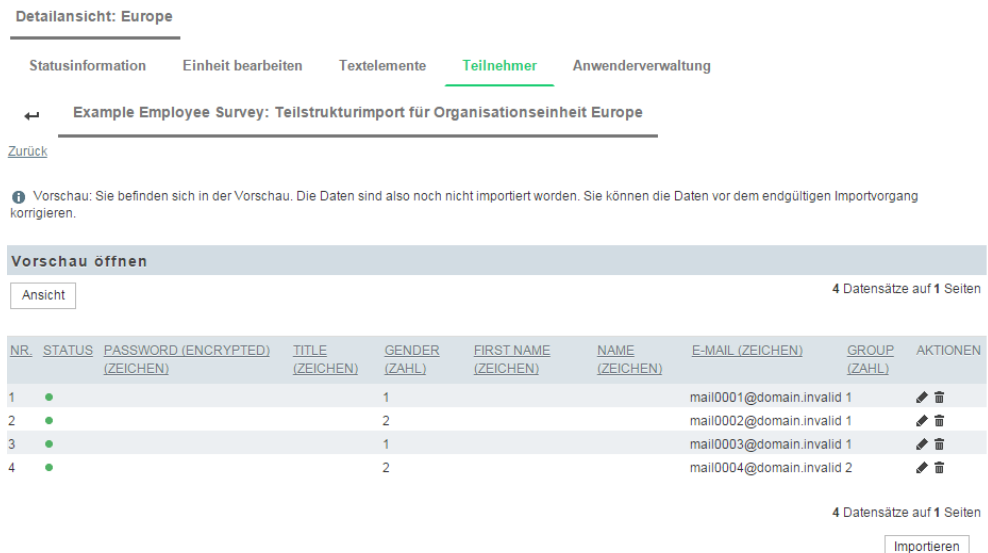 Detailansicht: Europe
Statusinformation Einheit bearbeiten Textelemente Teilnehmer Anwenderverwaltung
Example Employee Survey: Teilstrukturimport für Organisationseinheit Europe
Zurück
Vorschau: Sie befinden sich in der Vorschau. Die Daten sind also noch nicht importiert worden. Sie können die Daten vor dem endgültigen Importvorgang
korrigieren.
Vorschau öffnen
Ansicht 4 Datensätze auf 1 Seiten
NR. STATUS PASSWORD (ENCRYPTED) TITLE GENDER FIRST NAME NAME E-MAIL (ZEICHEN) GROUP AKTIONEN
(ZEICHEN) (ZEICHEN) (ZAHL) (ZEICHEN) (ZEICHEN) (ZAHL)
1 1 mail0001@domain.invalid 1
2 2 mail0002@domain.invalid 1
3 1 mail0003@domain.invalid 1
4 2 mail0004@domain.invalid 2
4 Datensätze auf 1 Seiten
Importieren